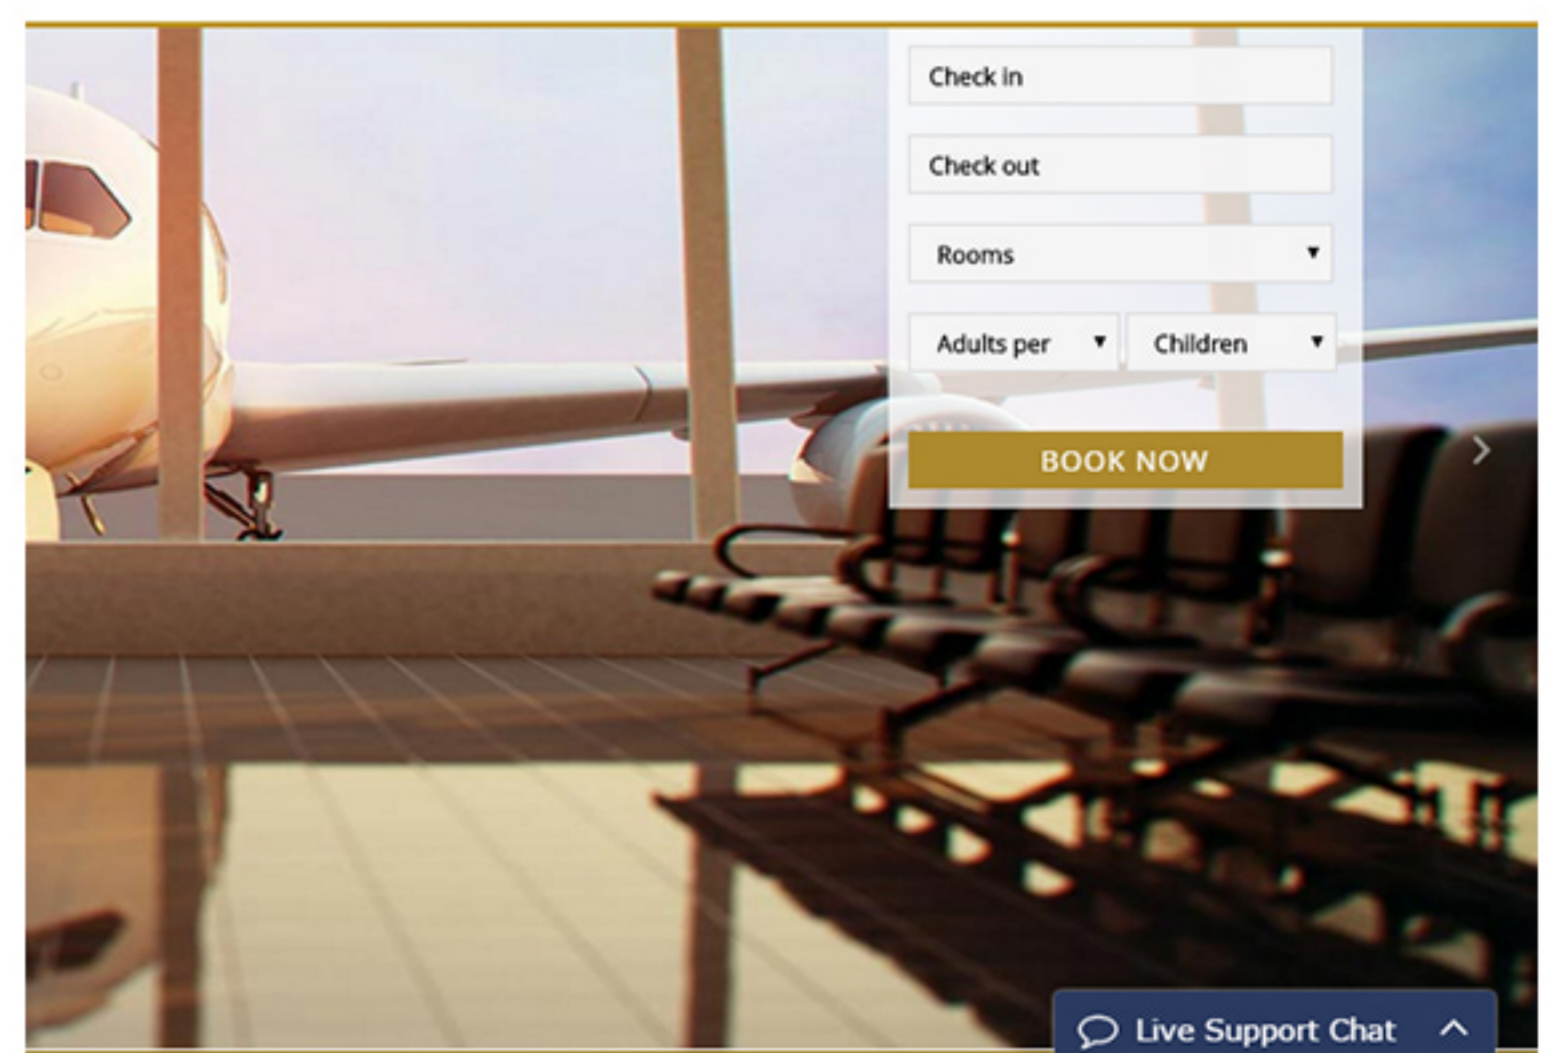 Check in
Check out
Rooms
Adults per
Children
BOOK NOW
Live Support Chat